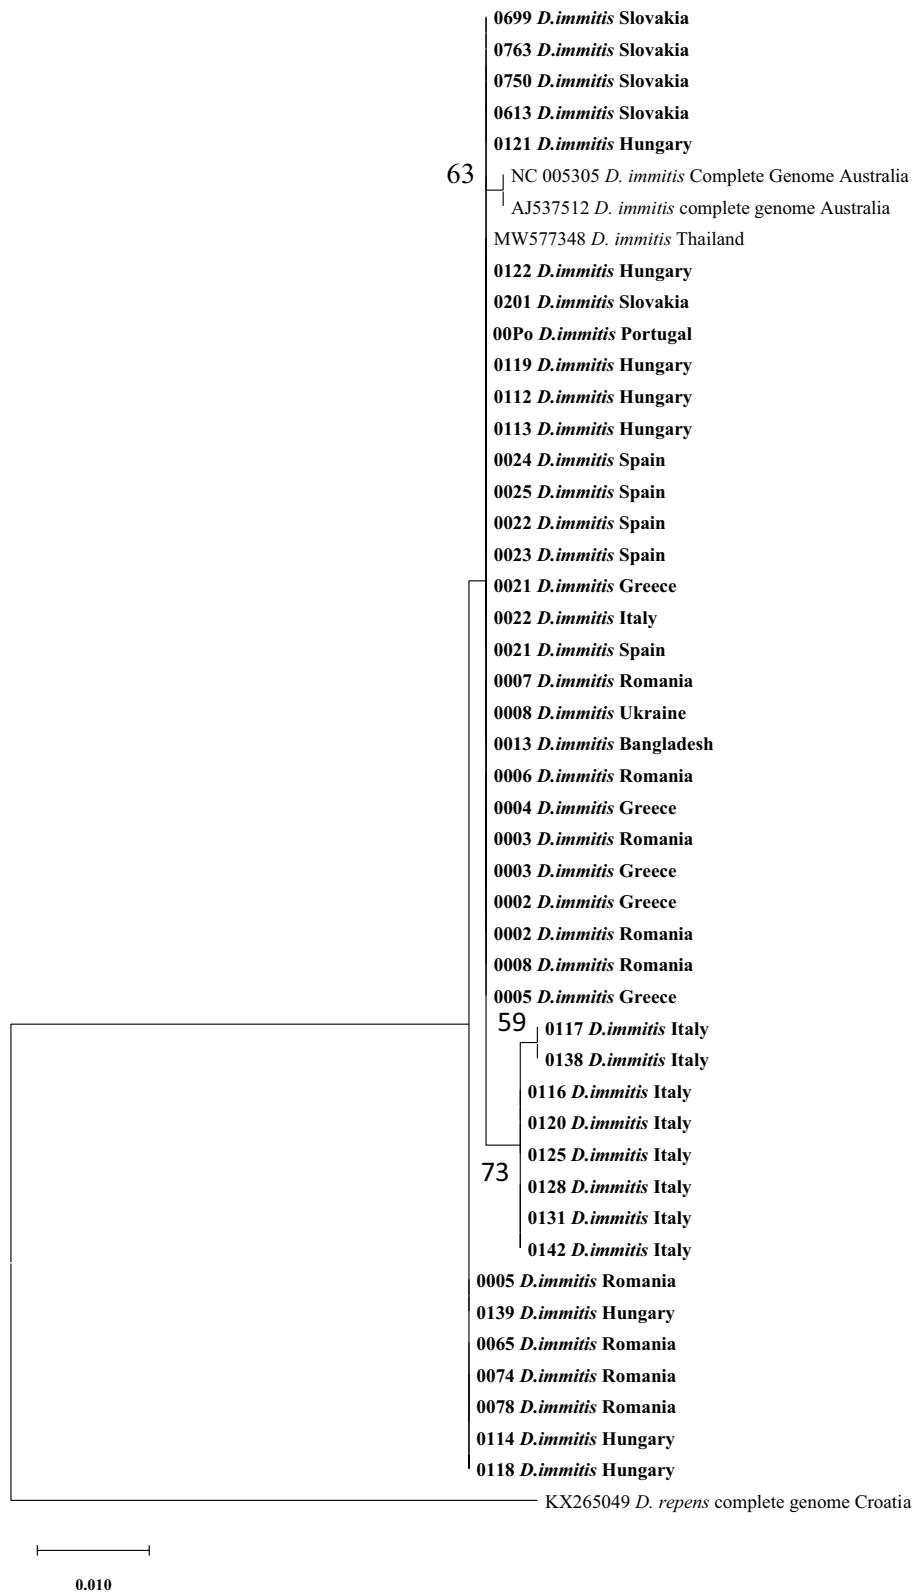 0699 D.immitis Slovakia
0763 D.immitis Slovakia
0750 D.immitis Slovakia
0613 D.immitis Slovakia
0121 D.immitis Hungary
63
NC 005305 D. immitis Complete Genome Australia
AJ537512 D. immitis complete genome Australia
MW577348 D. immitis Thailand
0122 D.immitis Hungary
0201 D.immitis Slovakia
00Po D.immitis Portugal
0119 D.immitis Hungary
0112 D.immitis Hungary
0113 D.immitis Hungary
0024 D.immitis Spain
0025 D.immitis Spain
0022 D.immitis Spain
0023 D.immitis Spain
0021 D.immitis Greece
0022 D.immitis Italy
0021 D.immitis Spain
0007 D.immitis Romania
0008 D.immitis Ukraine
0013 D.immitis Bangladesh
0006 D.immitis Romania
0004 D.immitis Greece
0003 D.immitis Romania
0003 D.immitis Greece
0002 D.immitis Greece
0002 D.immitis Romania
0008 D.immitis Romania
0005 D.immitis Greece
59
0117 D.immitis Italy
0138 D.immitis Italy
0116 D.immitis Italy
0120 D.immitis Italy
0125 D.immitis Italy
73
0128 D.immitis Italy
0131 D.immitis Italy
0142 D.immitis Italy
0005 D.immitis Romania
0139 D.immitis Hungary
0065 D.immitis Romania
0074 D.immitis Romania
0078 D.immitis Romania
0114 D.immitis Hungary
0118 D.immitis Hungary
KX265049 D. repens complete genome Croatia
0.010